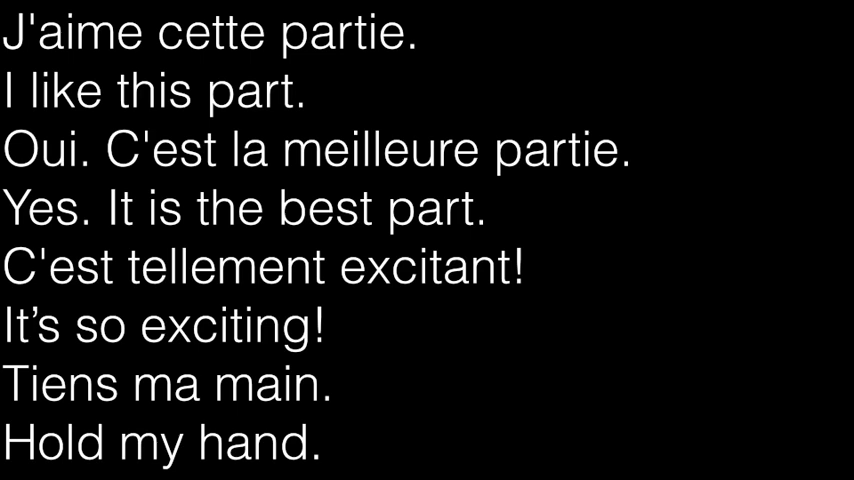 J'aime cette partie.
I like this part.
Oui. C'est la meilleure partie.
Yes. It is the best part.
C'est tellement excitant!
It’s so exciting!
Tiens ma main.
Hold my hand.